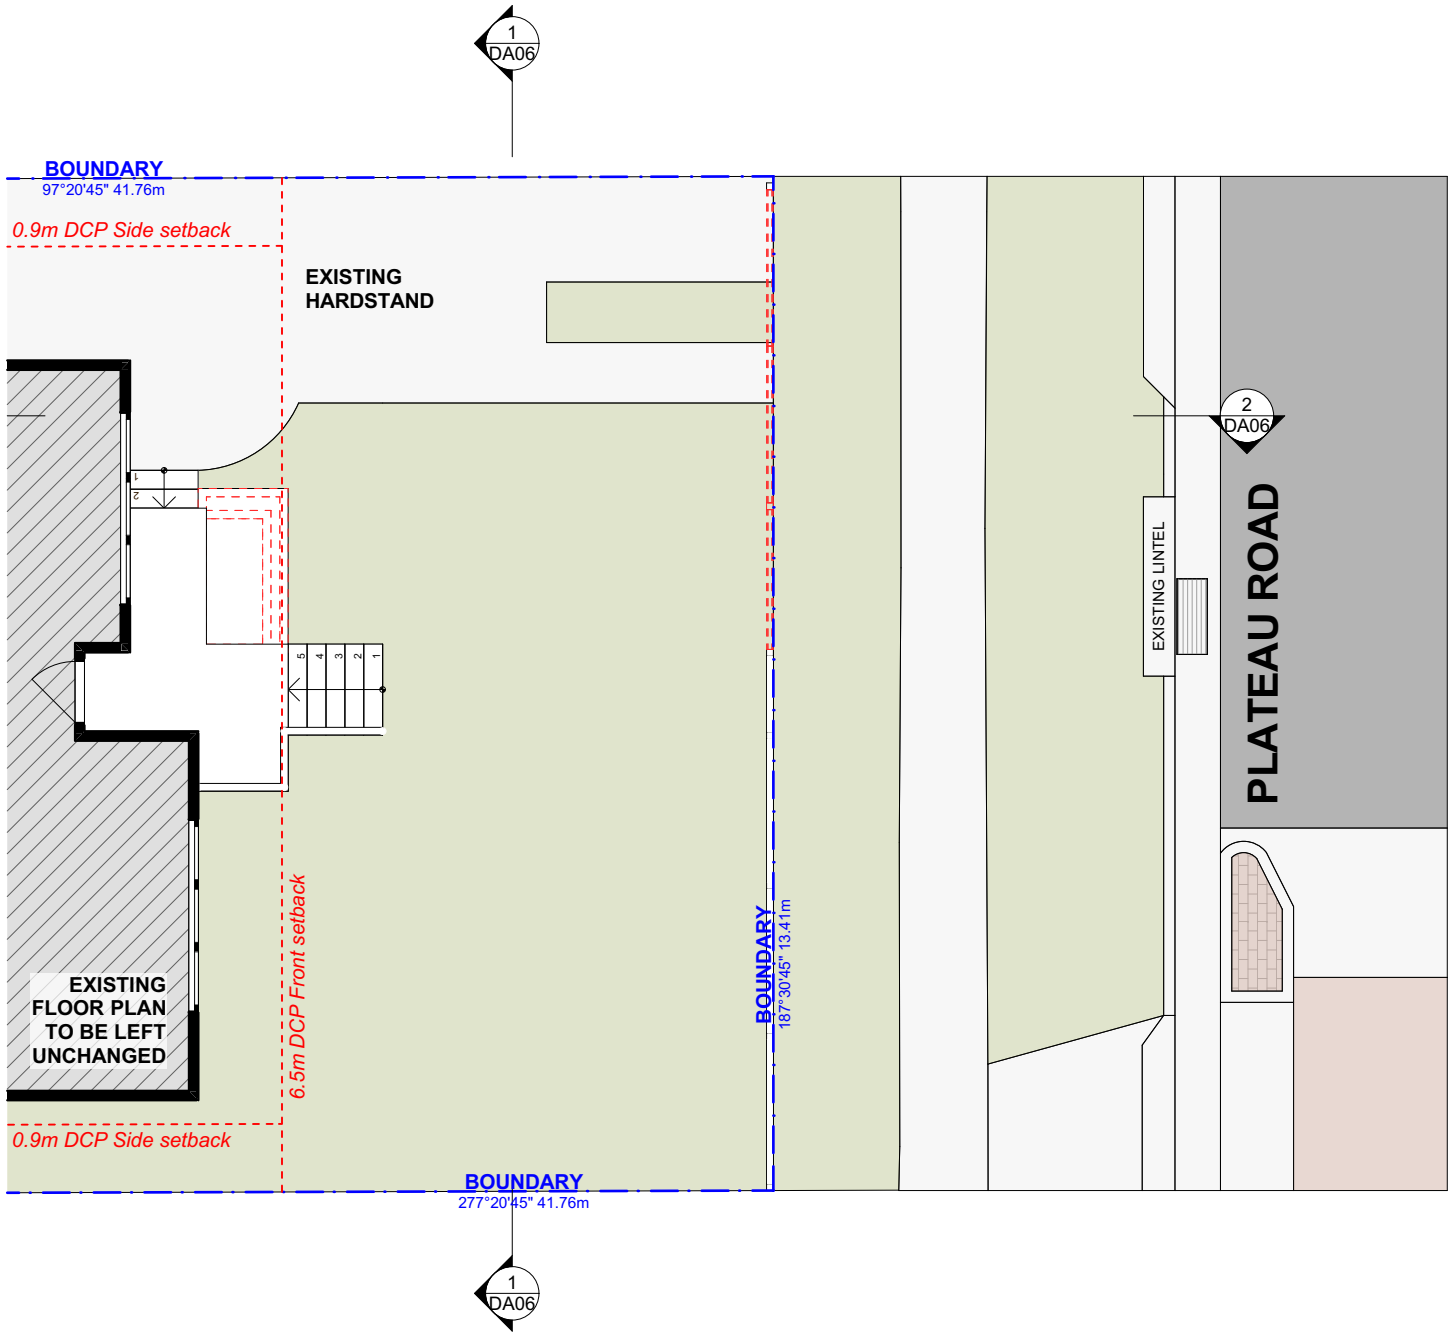 1
DA06
BOUNDARY
97°20'45" 41.76m
0.9m DCP Side setback
EXISTING
HARDSTAND
2
DA06
1
2
EXISTING LINTEL
PLATEAU ROAD
5 4 3 2 1
6.5m DCP Front setback
BOUNDARY
187°30'45" 13.41m
EXISTING
FLOOR PLAN
TO BE LEFT
UNCHANGED
0.9m DCP Side setback
BOUNDARY
277°20'45" 41.76m
1
DA06